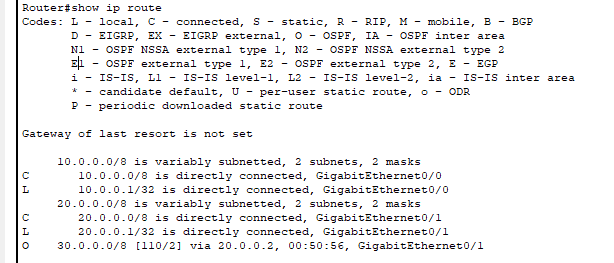 Router#show ip route
Codes: L - local, C - connected, S - static, R - RIP, M - mobile, B - BGP
       D - EIGRP, EX - EIGRP external, O - OSPF, IA - OSPF inter area
       N1 - OSPF NSSA external type 1, N2 - OSPF NSSA external type 2
       E1 - OSPF external type 1, E2 - OSPF external type 2, E - EGP
       i - IS-IS, L1 - IS-IS level-1, L2 - IS-IS level-2, ia - IS-IS inter area
       * - candidate default, U - per-user static route, o - ODR
       P - periodic downloaded static route

Gateway of last resort is not set

     10.0.0.0/8 is variably subnetted, 2 subnets, 2 masks
C       10.0.0.0/8 is directly connected, GigabitEthernet0/0
L       10.0.0.1/32 is directly connected, GigabitEthernet0/0
     20.0.0.0/8 is variably subnetted, 2 subnets, 2 masks
C       20.0.0.0/8 is directly connected, GigabitEthernet0/1
L       20.0.0.1/32 is directly connected, GigabitEthernet0/1
O    30.0.0.0/8 [110/2] via 20.0.0.2, 00:50:56, GigabitEthernet0/1